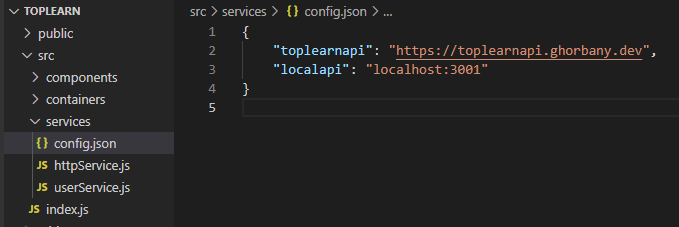 TOPLEARN
public
src
components
containers
services
{} config.json
JS httpService.js
JS userService.js
JS index.js
src > services > {} config.json > ...
1 {
2 "toplearnapi": "https://toplearnapi.ghorbany.dev",
3 "localapi": "localhost:3001"
4 }
5